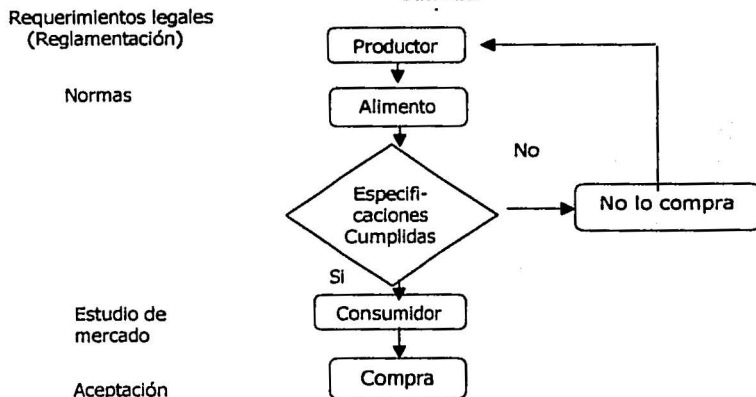 Requerimientos legales
(Reglamentación)
Productor
Normas
Alimento
No
Especifi-
caciones
Cumplidas
No lo compra
Si
Estudio de
mercado
Consumidor
Aceptación
Compra